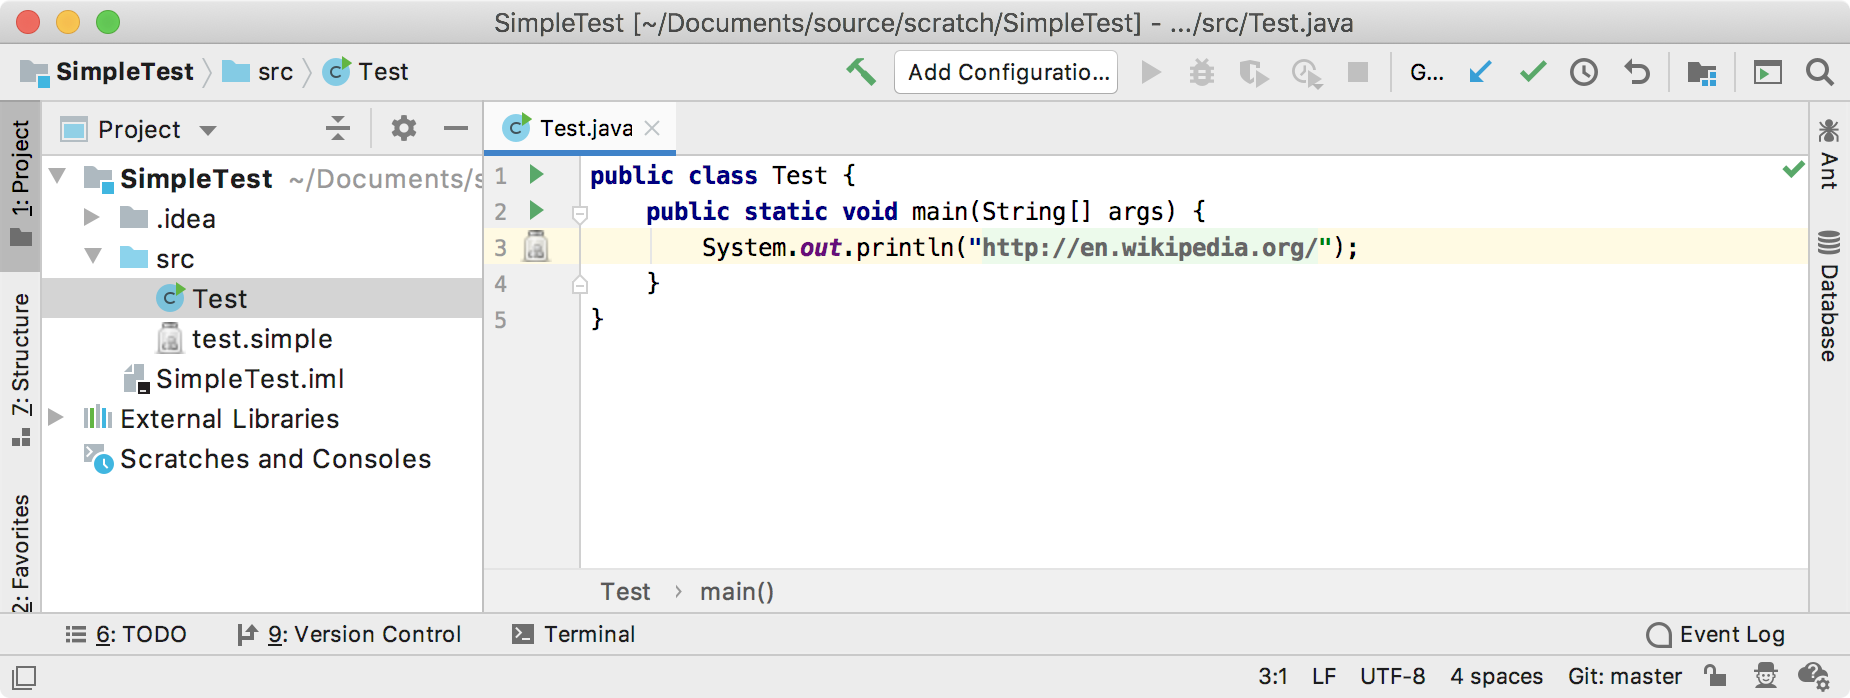 SimpleTest [~/Documents/source/scratch/SimpleTest] - .../src/Test.java
SimpleTest src Test Add Configuratio... G...
1: Project
7: Structure
2: Favorites
Project
SimpleTest ~/Documents/s
.idea
src
Test
test.simple
SimpleTest.iml
External Libraries
Scratches and Consoles
Test.java
1 public class Test {
2 public static void main(String[] args) {
3 System.out.println("http://en.wikipedia.org/");
4 }
5 }
Test › main()
Ant
Database
6: TODO 9: Version Control Terminal Event Log
3:1 LF UTF-8 4 spaces Git: master